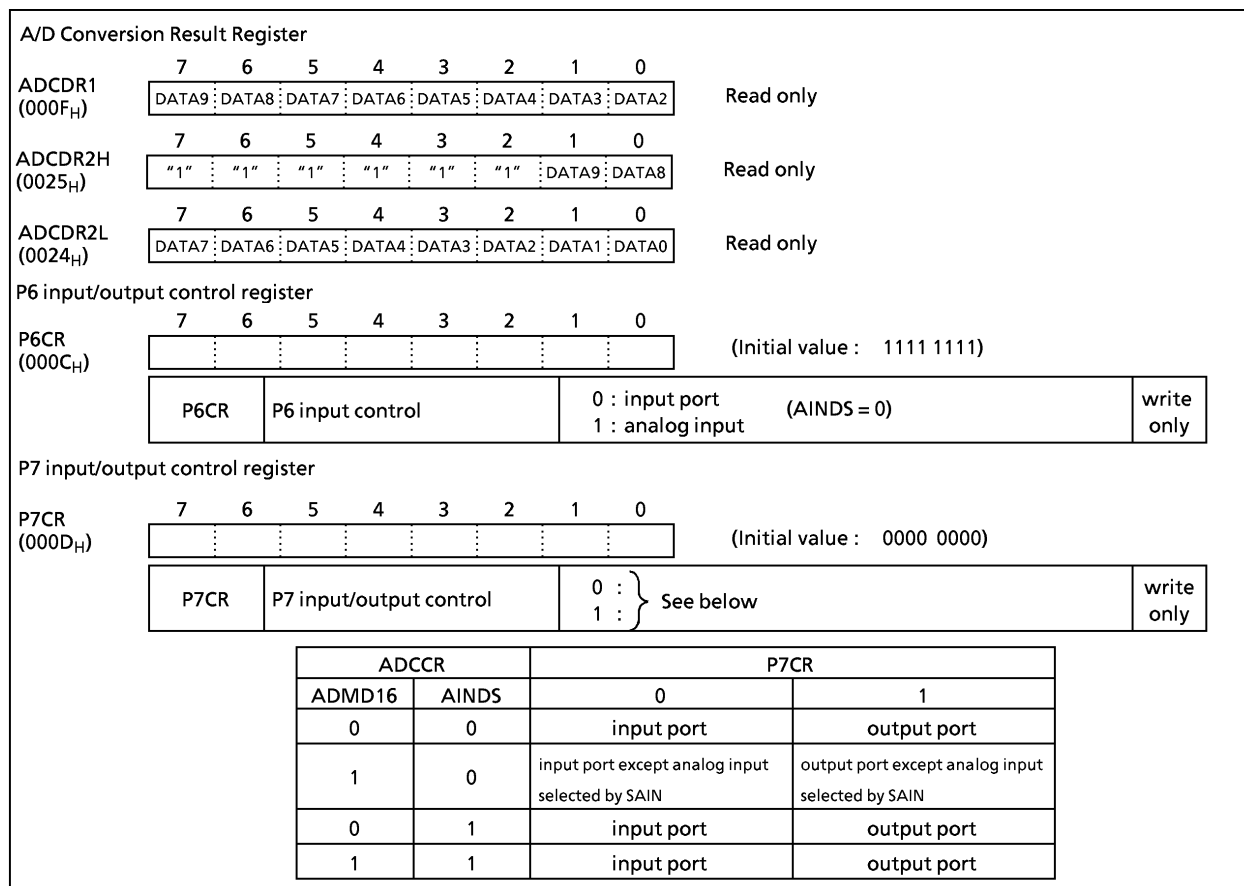 A/D Conversion Result Register
7 6 5 4 3 2 1 0
ADCDR1
(000FH)
DATA9 DATA8 DATA7 DATA6 DATA5 DATA4 DATA3 DATA2
Read only
7 6 5 4 3 2 1 0
ADCDR2H
(0025H)
“1” “1” “1” “1” “1” “1” DATA9 DATA8
Read only
7 6 5 4 3 2 1 0
ADCDR2L
(0024H)
DATA7 DATA6 DATA5 DATA4 DATA3 DATA2 DATA1 DATA0
Read only
P6 input/output control register
7 6 5 4 3 2 1 0
P6CR
(000CH)
(Initial value : 1111 1111)
P6CR
P6 input control
0 : input port
1 : analog input
(AINDS = 0)
write
only
P7 input/output control register
7 6 5 4 3 2 1 0
P7CR
(000DH)
(Initial value : 0000 0000)
P7CR
P7 input/output control
0 :
1 :
See below
write
only
ADCCR P7CR
ADMD16 AINDS 0 1
0 0 input port output port
1 0
input port except analog input
selected by SAIN
output port except analog input
selected by SAIN
0 1 input port output port
1 1 input port output port